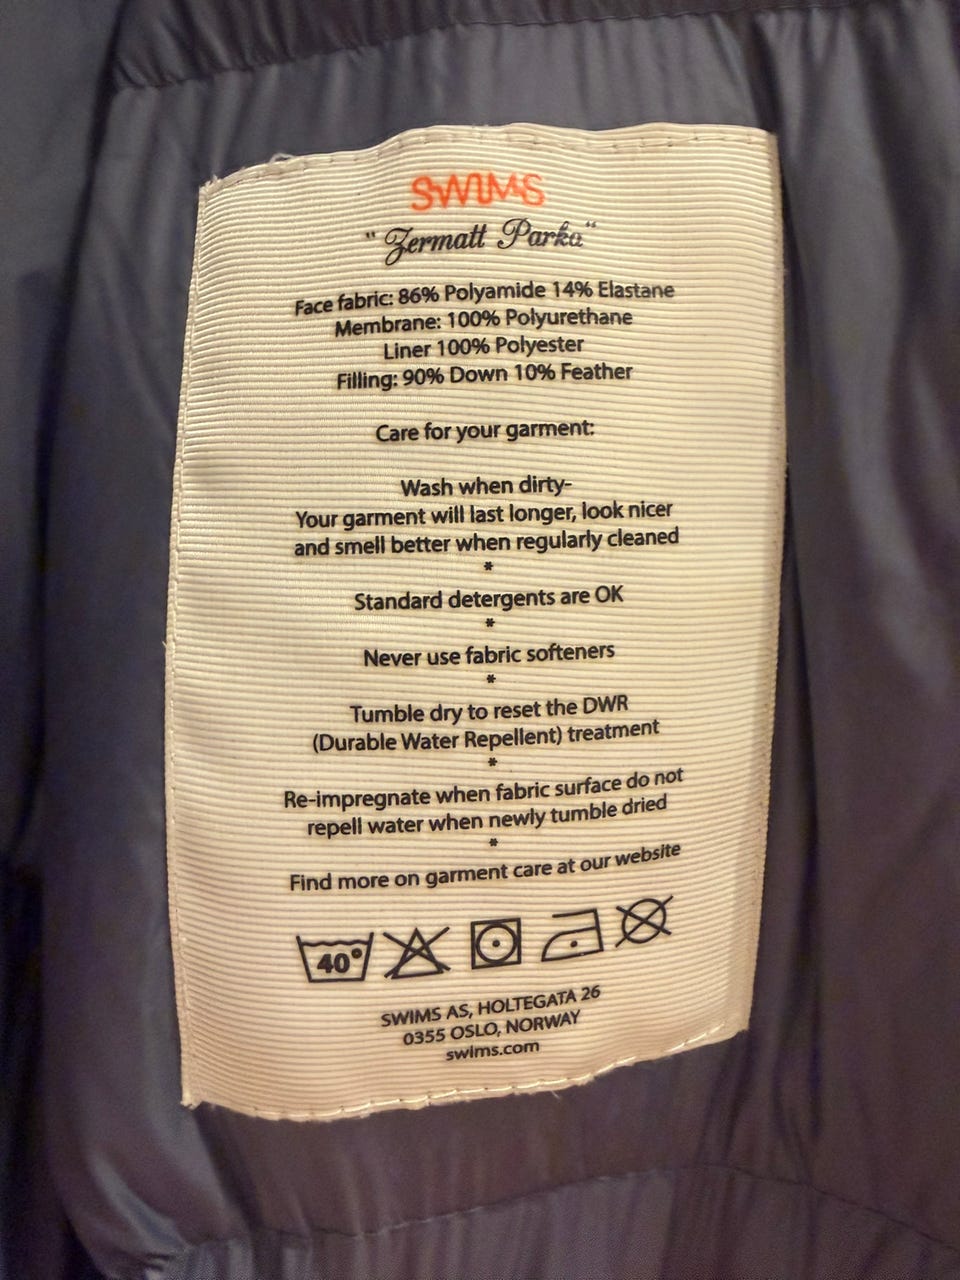 SWIMS
"Zermatt Parka"
Face fabric: 86% Polyamide 14% Elastane
Membrane: 100% Polyurethane
Liner 100% Polyester
Filling: 90% Down 10% Feather
Care for your garment:
Wash when dirty-
Your garment will last longer, look nicer
and smell better when regularly cleaned
*
Standard detergents are OK
*
Never use fabric softeners
*
Tumble dry to reset the DWR
(Durable Water Repellent) treatment
*
Re-impregnate when fabric surface do not
repell water when newly tumble dried
*
Find more on garment care at our website
40°
SWIMS AS, HOLTEGATA 26
0355 OSLO, NORWAY
swims.com